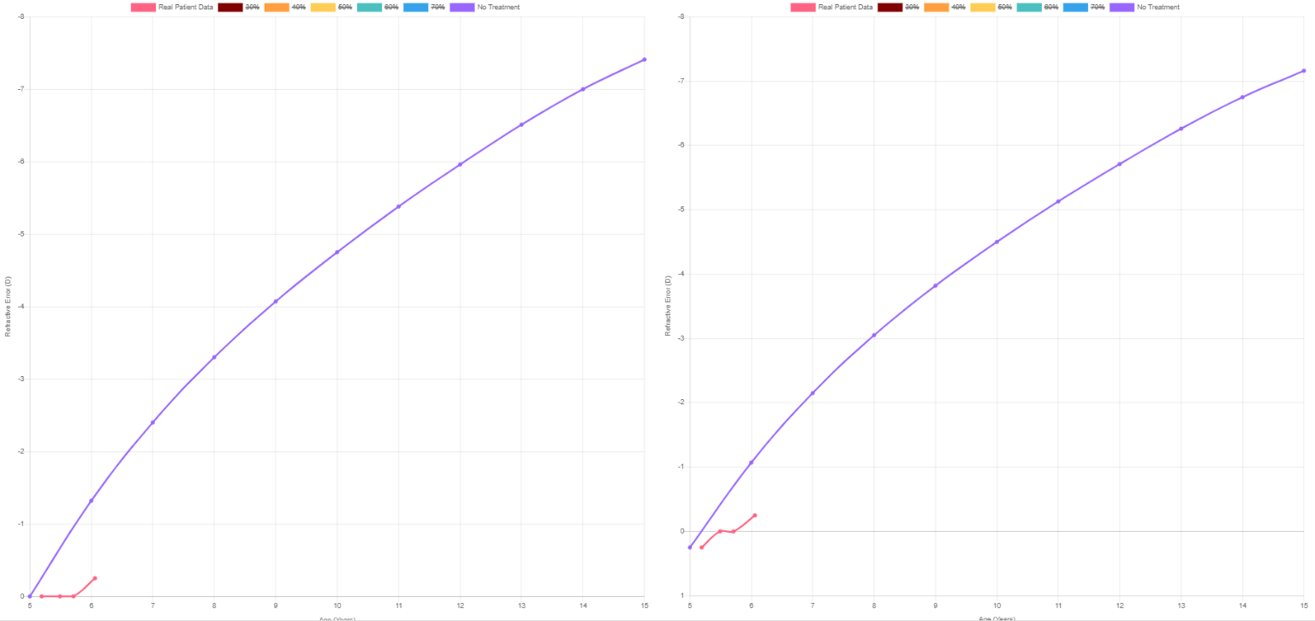 Real Patient Data 30% 40% 50% 60% 70% No Treatment
-8
-7
-6
-5
-4
-3
-2
-1
0
Refractive Error (D)
5 6 7 8 9 10 11 12 13 14 15
Age (Years)
Real Patient Data 30% 40% 50% 60% 70% No Treatment
-8
-7
-6
-5
-4
-3
-2
-1
0
1
Refractive Error (D)
5 6 7 8 9 10 11 12 13 14 15
Age (Years)